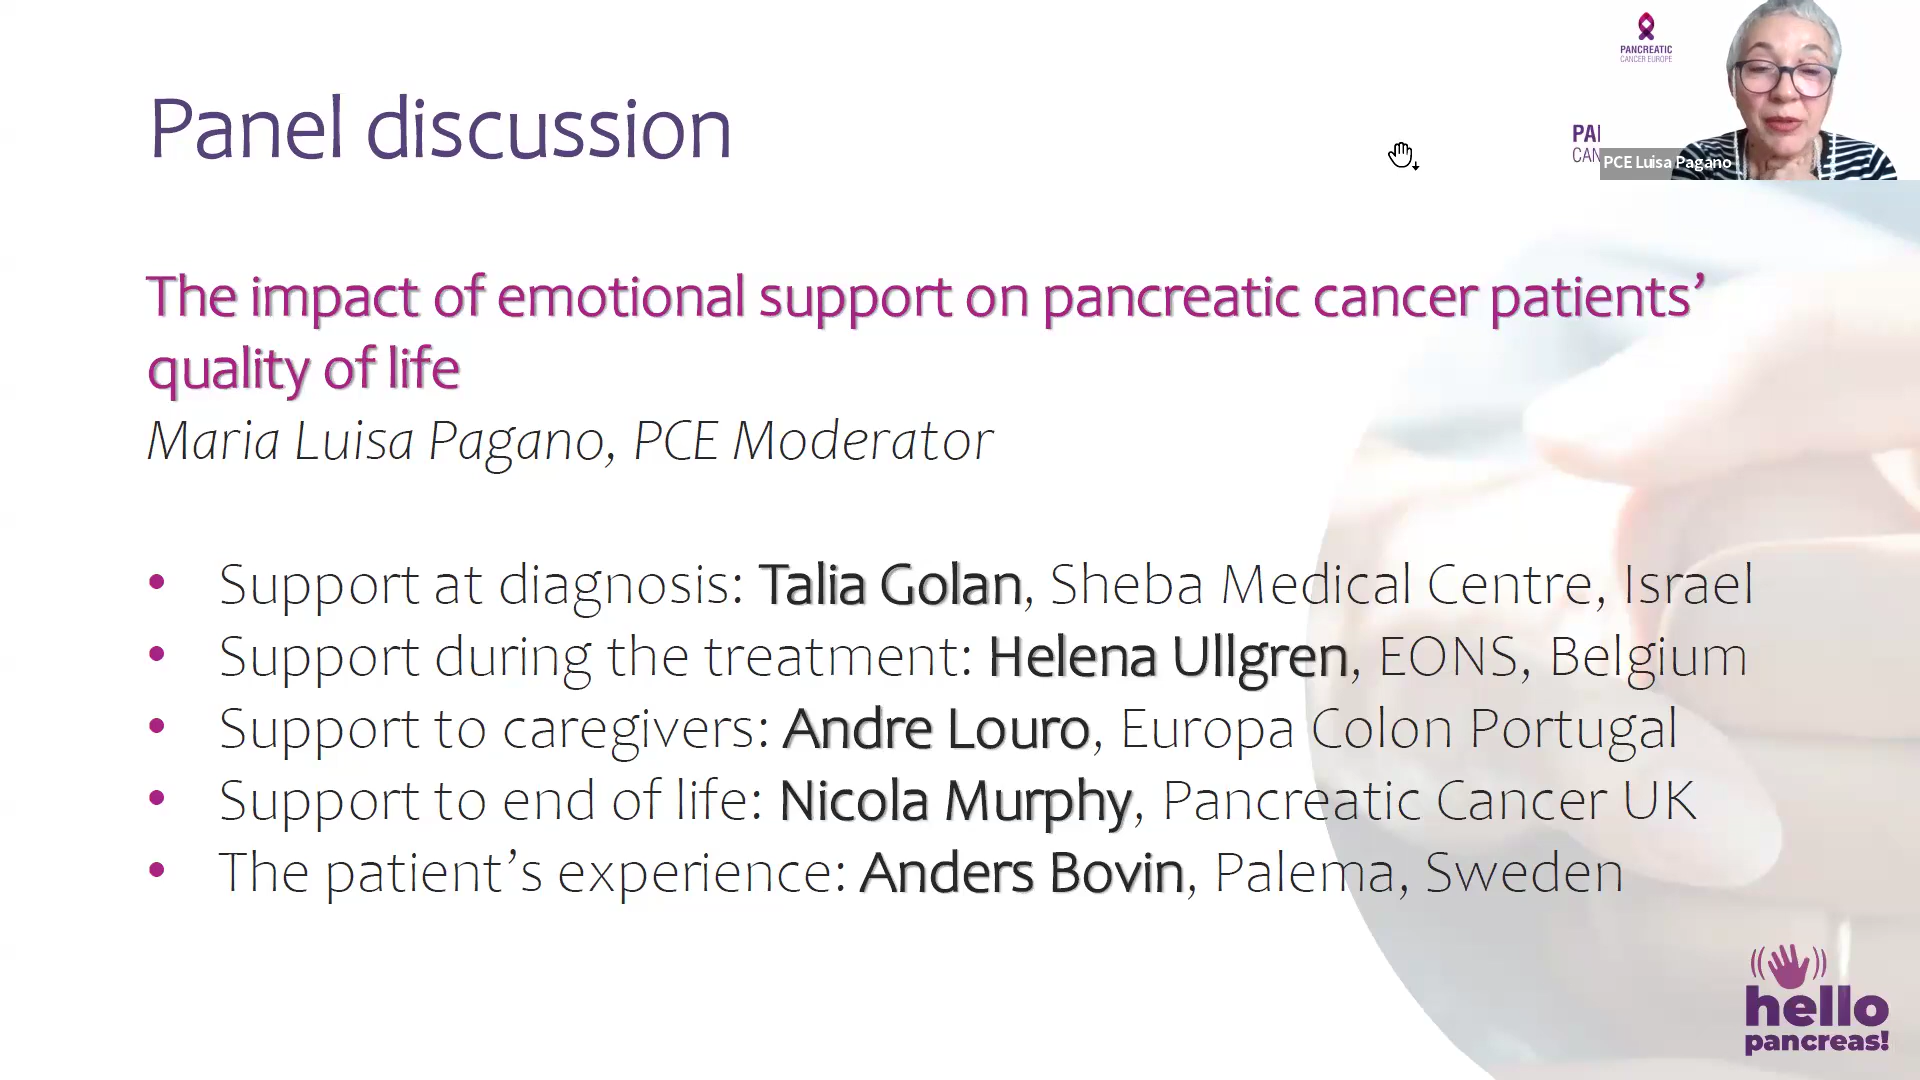 PANCREATIC
CANCER EUROPE
Panel discussion
PCE Luisa Pagano
The impact of emotional support on pancreatic cancer patients’
quality of life
Maria Luisa Pagano, PCE Moderator
• Support at diagnosis: Talia Golan, Sheba Medical Centre, Israel
• Support during the treatment: Helena Ullgren, EONS, Belgium
• Support to caregivers: Andre Louro, Europa Colon Portugal
• Support to end of life: Nicola Murphy, Pancreatic Cancer UK
• The patient’s experience: Anders Bovin, Palema, Sweden
hello
pancreas!